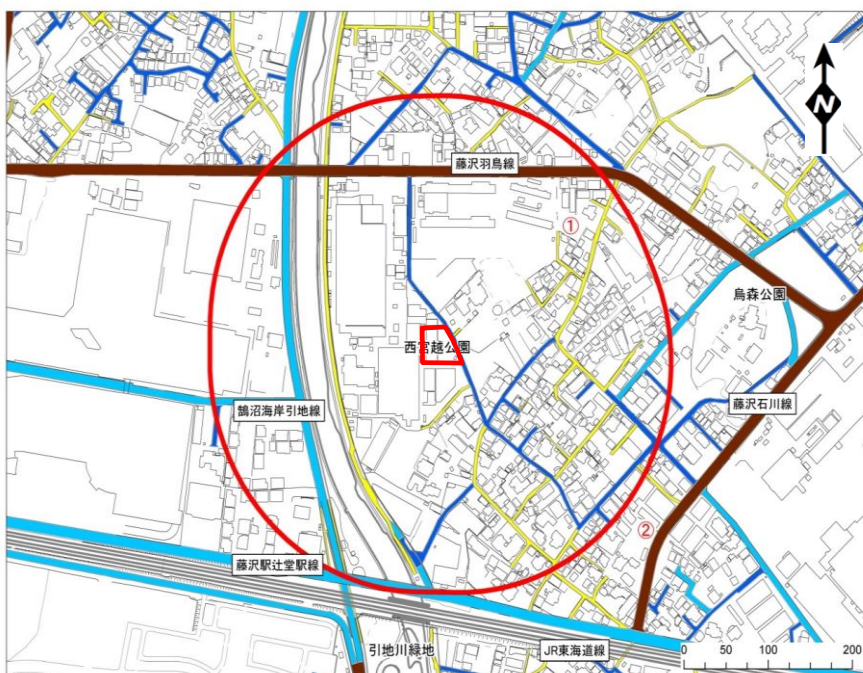 N
藤沢羽鳥線
①
烏森公園
西宮越公園
鵠沼海岸引地線
藤沢石川線
②
藤沢駅辻堂駅線
引地川緑地
JR東海道線
0 50 100 200